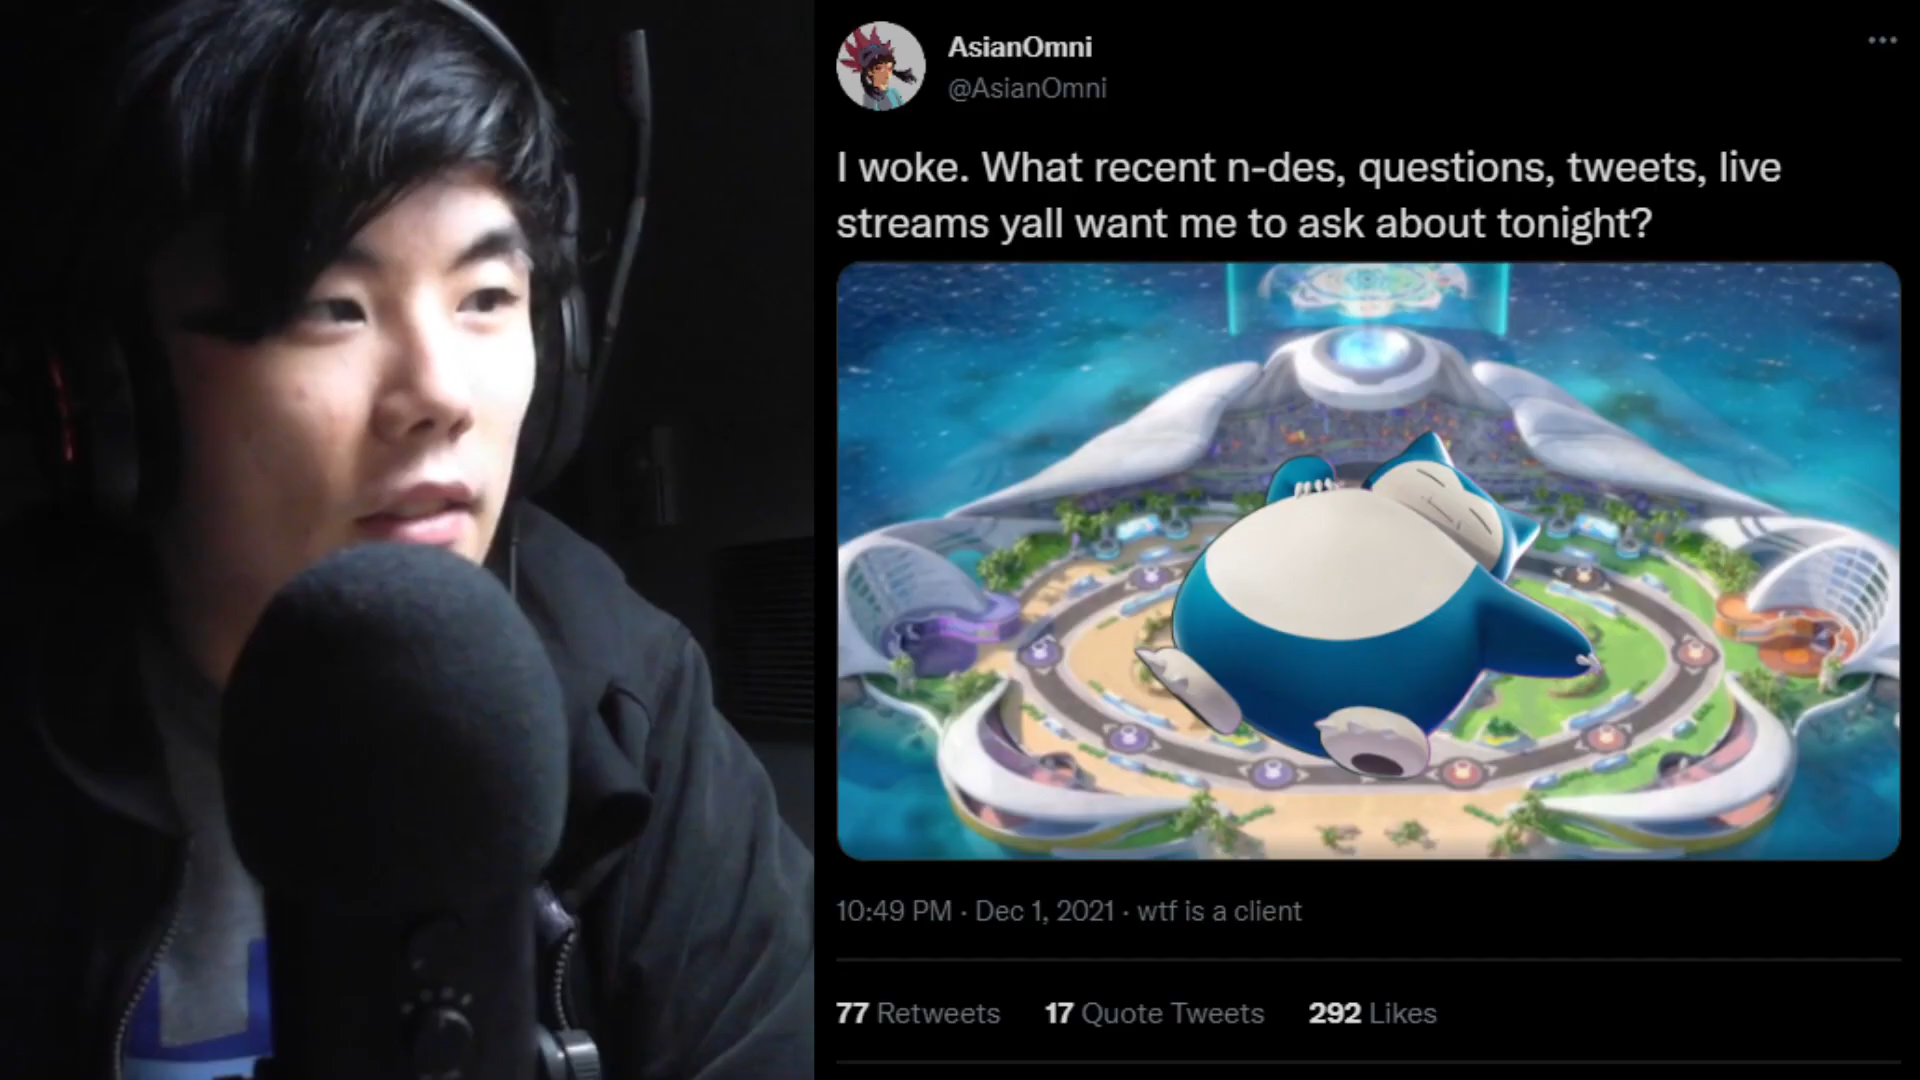 AsianOmni
@AsianOmni
I woke. What recent n-des, questions, tweets, live
streams yall want me to ask about tonight?
10:49 PM · Dec 1, 2021 · wtf is a client
77 Retweets 17 Quote Tweets 292 Likes